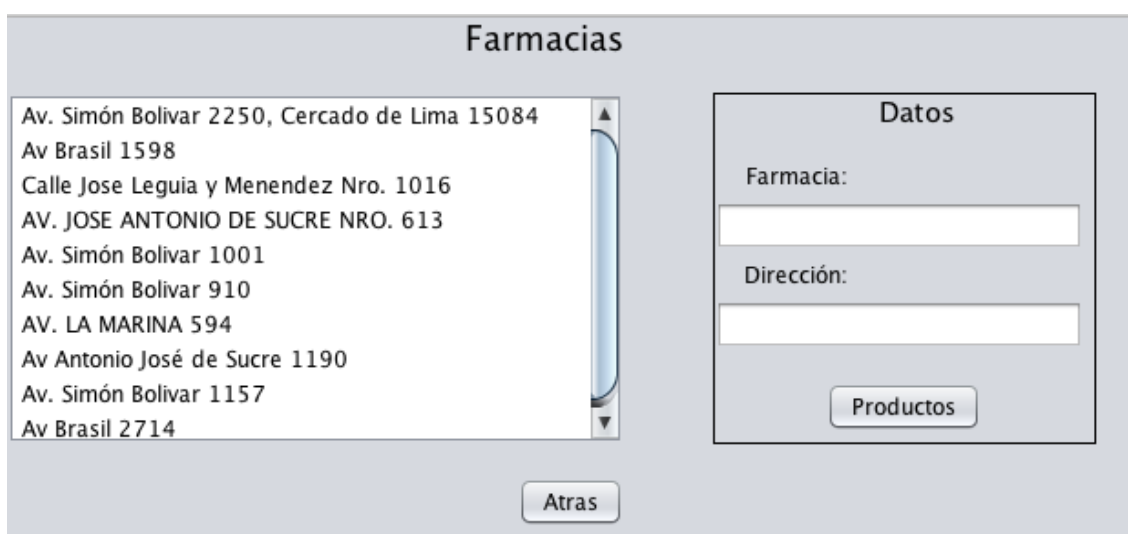 Farmacias
Av. Simón Bolivar 2250, Cercado de Lima 15084
Av Brasil 1598
Calle Jose Leguia y Menendez Nro. 1016
AV. JOSE ANTONIO DE SUCRE NRO. 613
Av. Simón Bolivar 1001
Av. Simón Bolivar 910
AV. LA MARINA 594
Av Antonio José de Sucre 1190
Av. Simón Bolivar 1157
Av Brasil 2714
Datos
Farmacia:
Dirección:
Productos
Atras